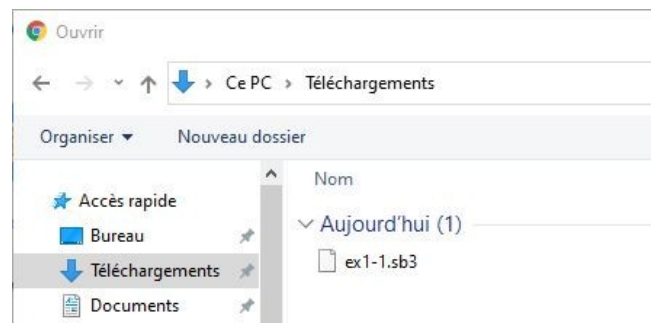 Ouvrir
Ce PC > Téléchargements
Organiser Nouveau dossier
Nom
Accès rapide
Aujourd'hui (1)
Bureau
ex1-1.sb3
Téléchargements
Documents